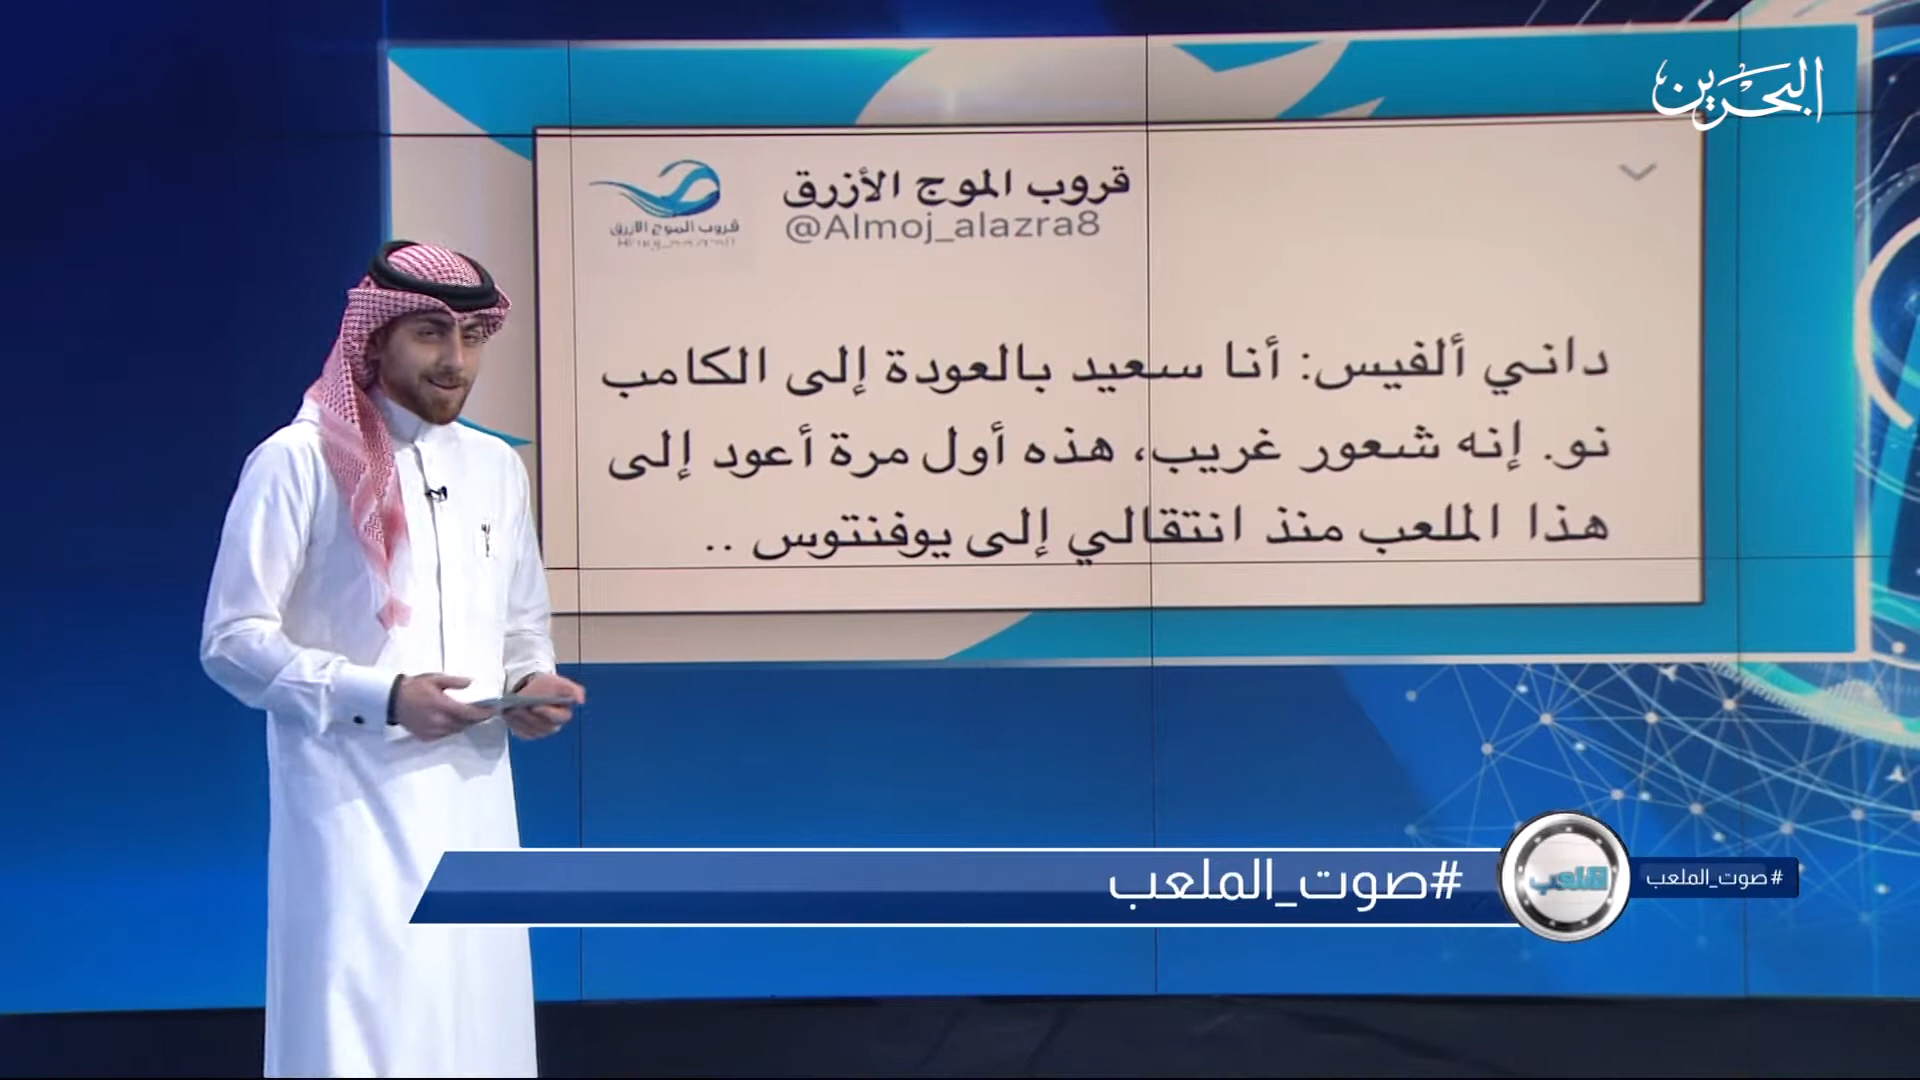 البحرين
قروب الموج الأزرق
@Almoj_alazra8
قروب الموج الازرق
داني ألفيس: أنا سعيد بالعودة إلى الكامب
نو. إنه شعور غريب، هذه أول مرة أعود إلى
هذا الملعب منذ انتقالي إلى يوفنتوس ..
#صوت_الملعب
#صوت_الملعب